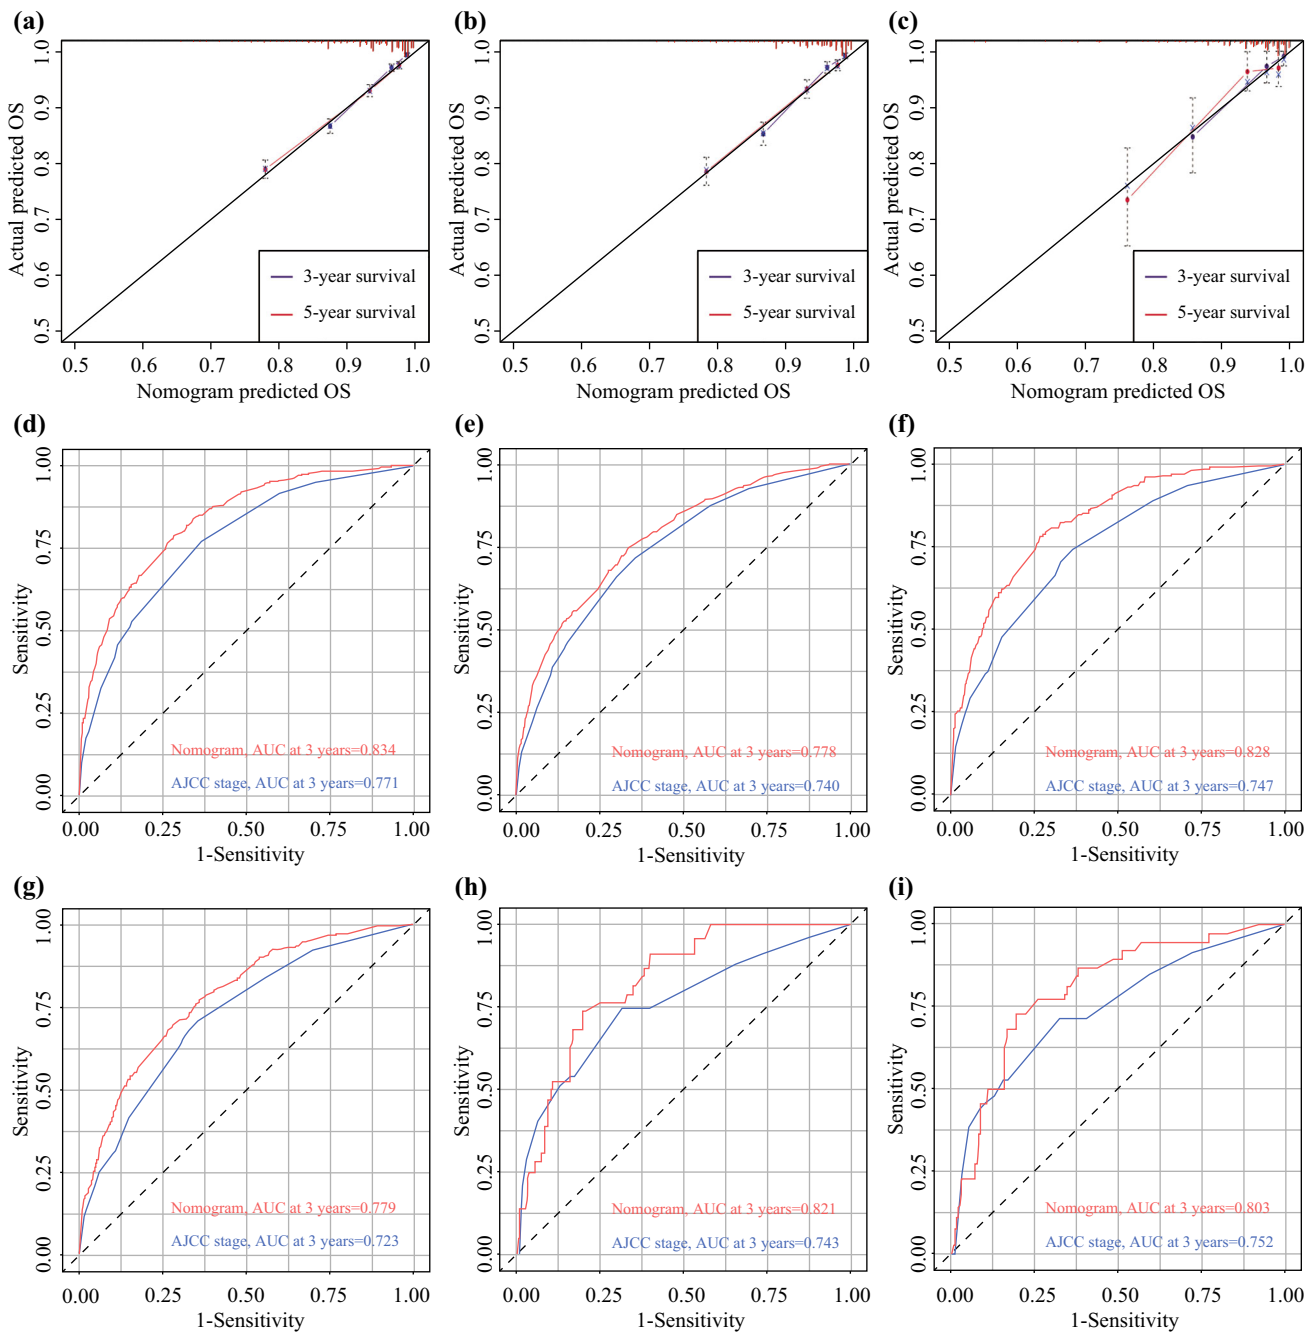 (a)
(b)
(c)
Actual predicted OS
1.0
0.9
0.8
0.7
0.6
0.5
3-year survival
5-year survival
0.5 0.6 0.7 0.8 0.9 1.0
Nomogram predicted OS
Actual predicted OS
1.0
0.9
0.8
0.7
0.6
0.5
3-year survival
5-year survival
0.5 0.6 0.7 0.8 0.9 1.0
Nomogram predicted OS
Actual predicted OS
1.0
0.9
0.8
0.7
0.6
0.5
3-year survival
5-year survival
0.5 0.6 0.7 0.8 0.9 1.0
Nomogram predicted OS
(d)
(e)
(f)
Sensitivity
1.00
0.75
0.50
0.25
0.00
Nomogram, AUC at 3 years=0.834
AJCC stage, AUC at 3 years=0.771
0.00 0.25 0.50 0.75 1.00
1-Sensitivity
Sensitivity
1.00
0.75
0.50
0.25
0.00
Nomogram, AUC at 3 years=0.778
AJCC stage, AUC at 3 years=0.740
0.00 0.25 0.50 0.75 1.00
1-Sensitivity
Sensitivity
1.00
0.75
0.50
0.25
0.00
Nomogram, AUC at 3 years=0.828
AJCC stage, AUC at 3 years=0.747
0.00 0.25 0.50 0.75 1.00
1-Sensitivity
(g)
(h)
(i)
Sensitivity
1.00
0.75
0.50
0.25
0.00
Nomogram, AUC at 3 years=0.779
AJCC stage, AUC at 3 years=0.723
0.00 0.25 0.50 0.75 1.00
1-Sensitivity
Sensitivity
1.00
0.75
0.50
0.25
0.00
Nomogram, AUC at 3 years=0.821
AJCC stage, AUC at 3 years=0.743
0.00 0.25 0.50 0.75 1.00
1-Sensitivity
Sensitivity
1.00
0.75
0.50
0.25
0.00
Nomogram, AUC at 3 years=0.803
AJCC stage, AUC at 3 years=0.752
0.00 0.25 0.50 0.75 1.00
1-Sensitivity